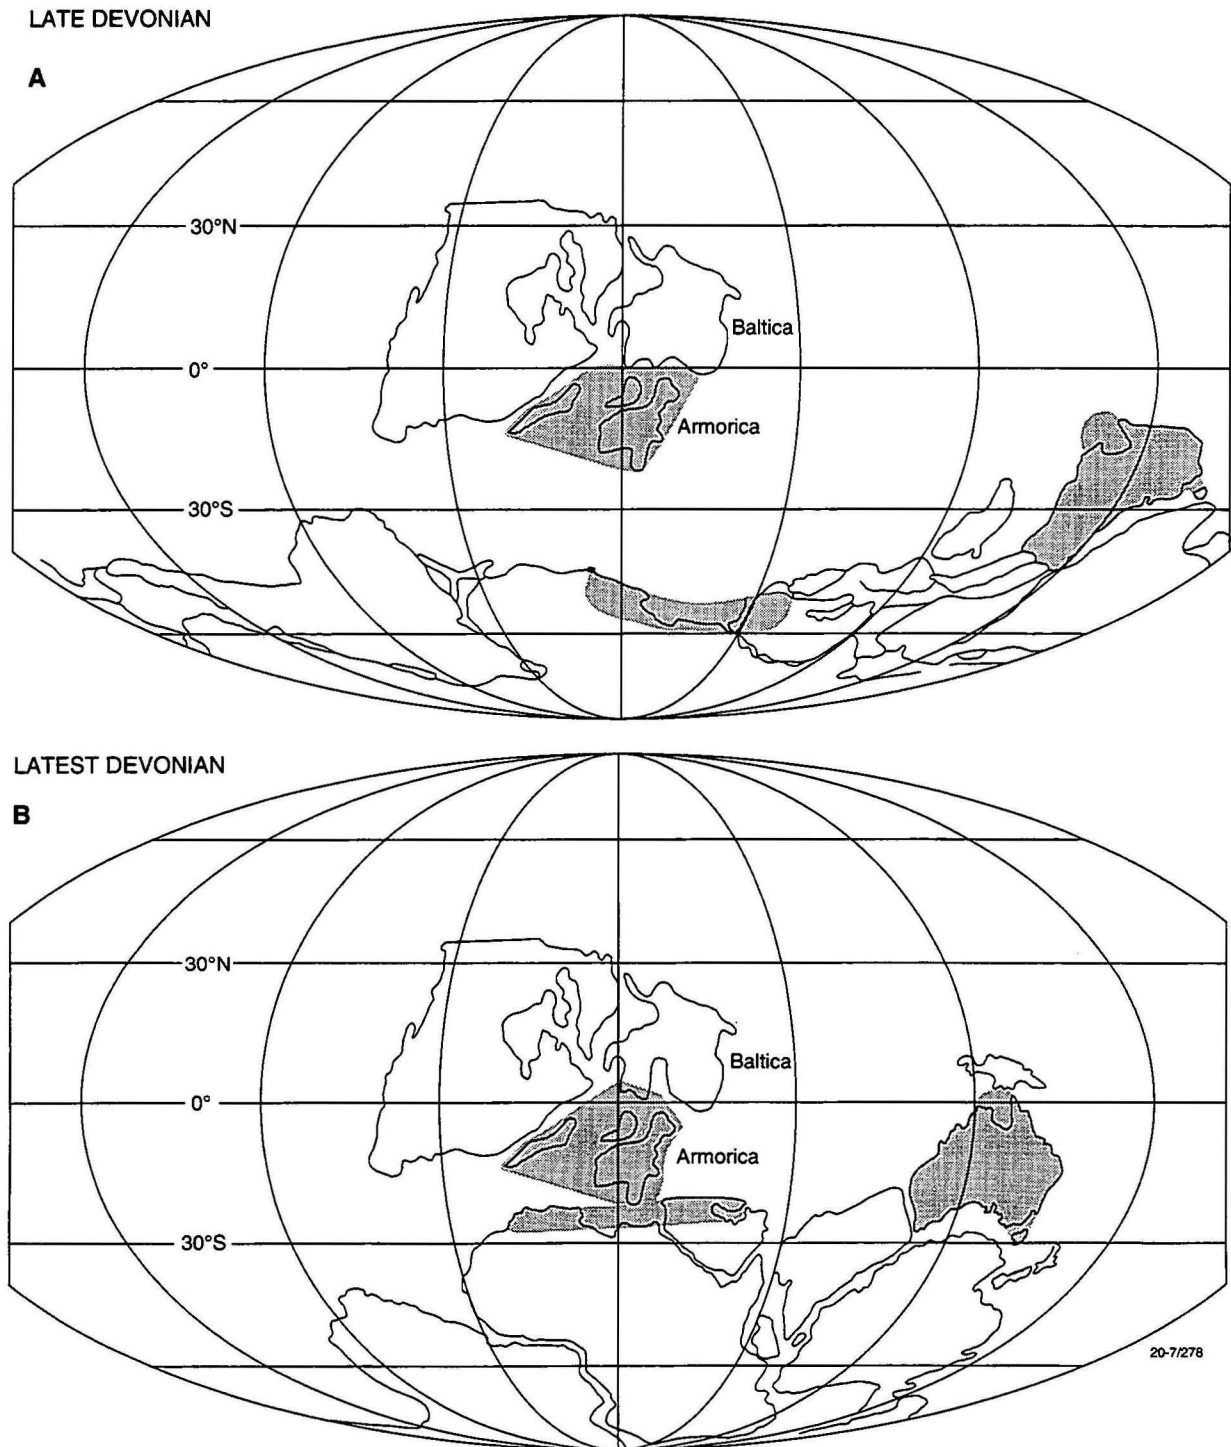 LATE DEVONIAN
A
30°N
Baltica
0°
Armorica
30°S
LATEST DEVONIAN
B
30°N
Baltica
0°
Armorica
30°S
20-7/278